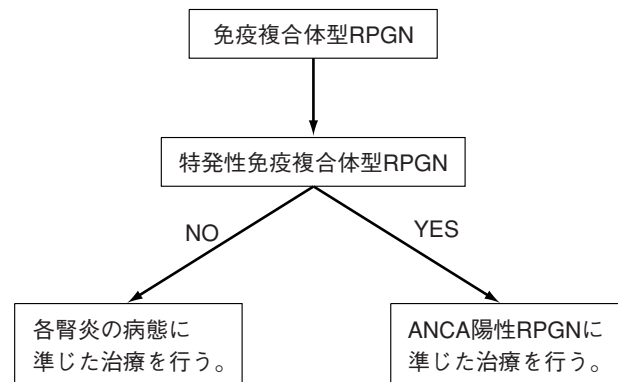 免疫複合体型RPGN
特発性免疫複合体型RPGN
NO
YES
各腎炎の病態に
準じた治療を行う。
ANCA陽性RPGNに
準じた治療を行う。